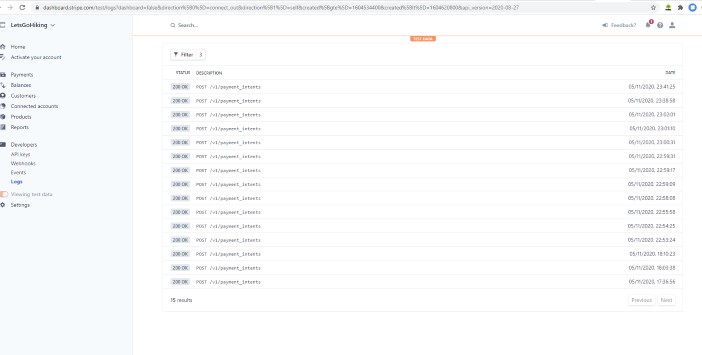 dashboard.stripe.com/test/logs?dashboard=false&direction%5B0%5D=connect_out&direction%5B1%5D=self&created%5Bgte%5D=1604534400&created%5Blt%5D=1604620800&api_version=2020-08-27
LetsGoHiking
Search...
Feedback?
TEST DATA
Home
Activate your account
Payments
Balances
Customers
Connected accounts
Products
Reports
Developers
API keys
Webhooks
Events
Logs
Viewing test data
Settings
Filter 3
STATUS DESCRIPTION DATE
200 OK POST /v1/payment_intents 05/11/2020, 23:41:25
200 OK POST /v1/payment_intents 05/11/2020, 23:38:58
200 OK POST /v1/payment_intents 05/11/2020, 23:02:01
200 OK POST /v1/payment_intents 05/11/2020, 23:01:10
200 OK POST /v1/payment_intents 05/11/2020, 23:00:31
200 OK POST /v1/payment_intents 05/11/2020, 22:59:31
200 OK POST /v1/payment_intents 05/11/2020, 22:59:17
200 OK POST /v1/payment_intents 05/11/2020, 22:59:09
200 OK POST /v1/payment_intents 05/11/2020, 22:58:08
200 OK POST /v1/payment_intents 05/11/2020, 22:55:58
200 OK POST /v1/payment_intents 05/11/2020, 22:54:25
200 OK POST /v1/payment_intents 05/11/2020, 22:53:24
200 OK POST /v1/payment_intents 05/11/2020, 18:10:23
200 OK POST /v1/payment_intents 05/11/2020, 18:03:38
200 OK POST /v1/payment_intents 05/11/2020, 17:36:56
15 results
Previous Next